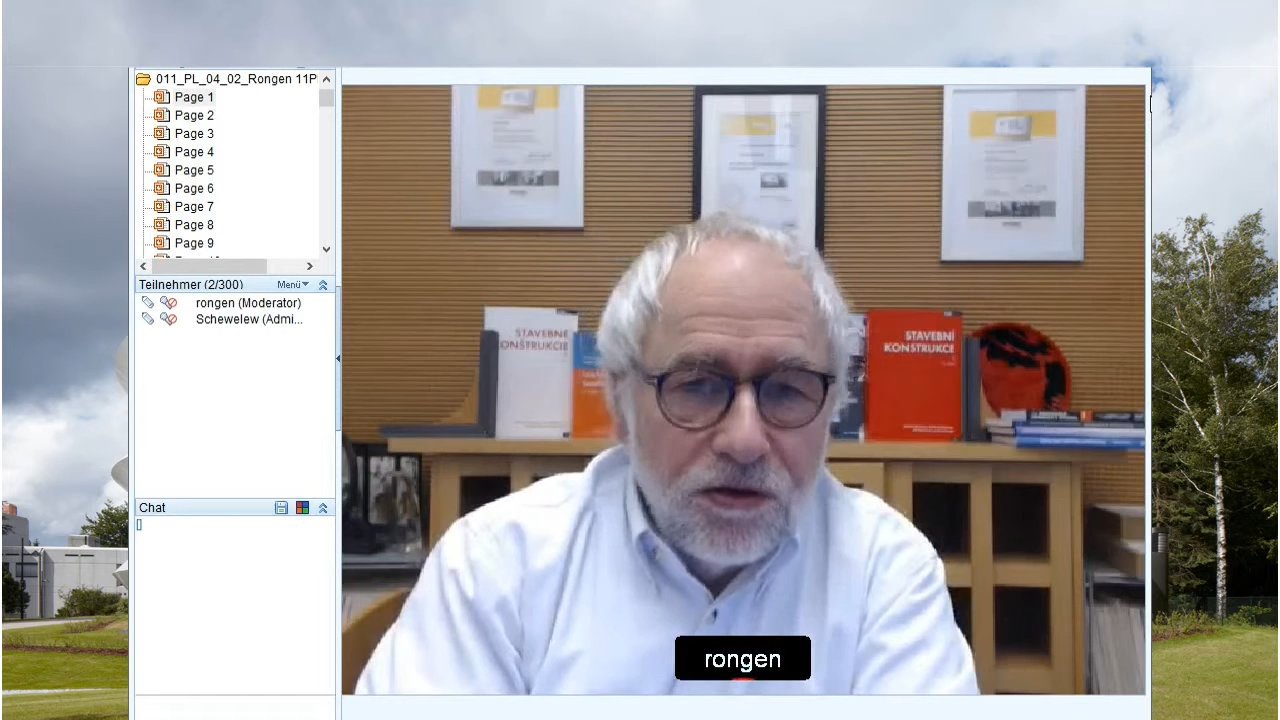 011_PL_04_02_Rongen 11P
Page 1
Page 2
Page 3
Page 4
Page 5
Page 6
Page 7
Page 8
Page 9
Teilnehmer (2/300)
Menü
rongen (Moderator)
Schewelew (Admi...
Chat
STAVEBNÉ
KONŠTRUKCIE
STAVEBNÍ
KONSTRUKCE
rongen